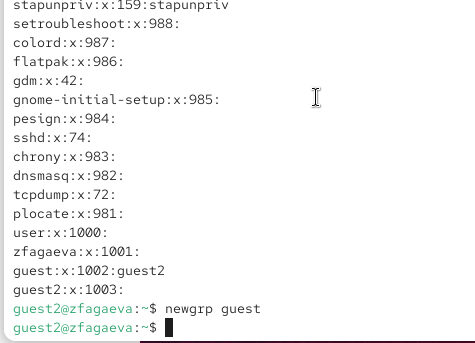 stapunpriv:x:159:stapunpriv
setroubleshoot:x:988:
colord:x:987:
flatpak:x:986:
gdm:x:42:
gnome-initial-setup:x:985:
pesign:x:984:
sshd:x:74:
chrony:x:983:
dnsmasq:x:982:
tcpdump:x:72:
plocate:x:981:
user:x:1000:
zfagaeva:x:1001:
guest:x:1002:guest2
guest2:x:1003:
guest2@zfagaeva:~$ newgrp guest
guest2@zfagaeva:~$